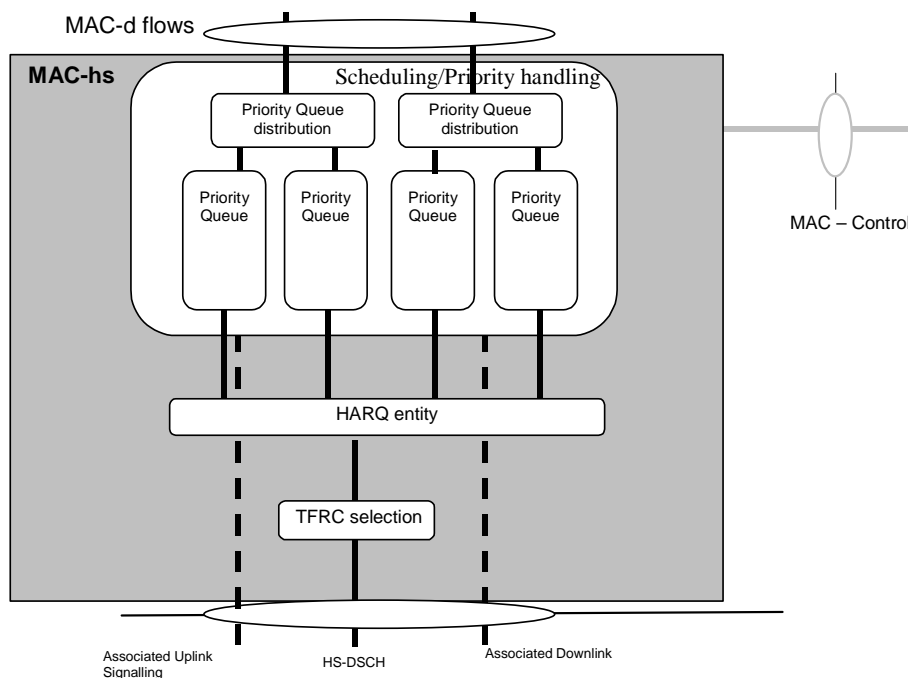 MAC-d flows
MAC-hs
Scheduling/Priority handling
Priority Queue
distribution
Priority Queue
distribution
Priority
Queue
Priority
Queue
Priority
Queue
Priority
Queue
MAC – Control
HARQ entity
TFRC selection
Associated Uplink
Signalling
HS-DSCH
Associated Downlink